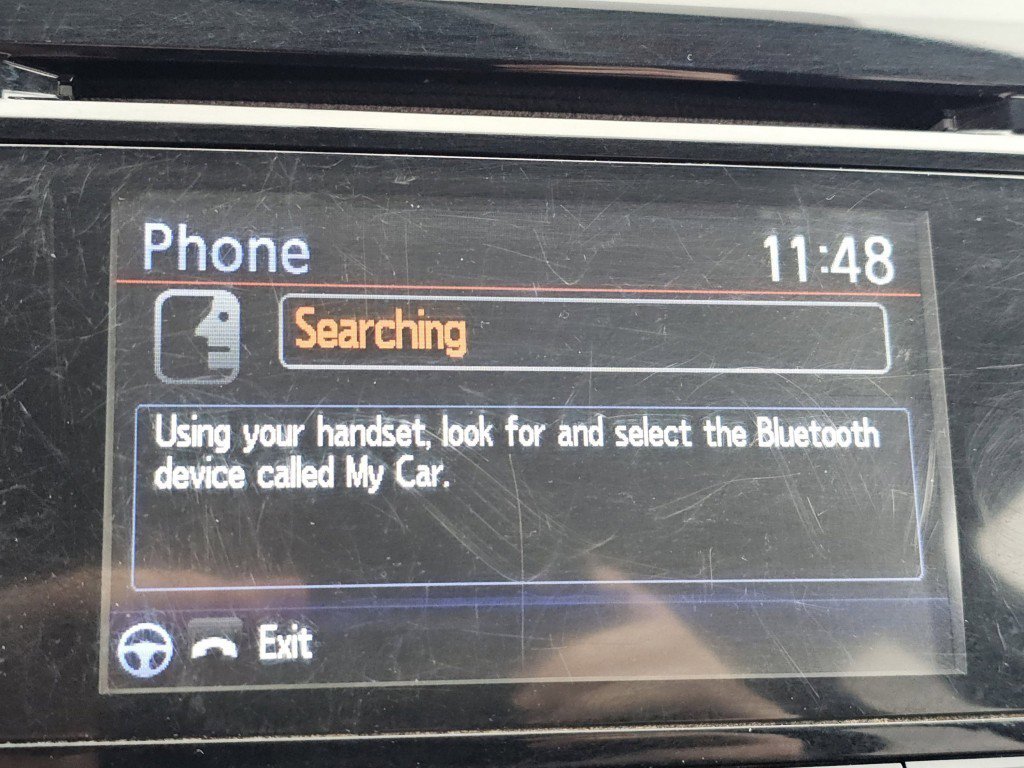 Phone 11:48
Searching
Using your handset, look for and select the Bluetooth
device called My Car.
Exit